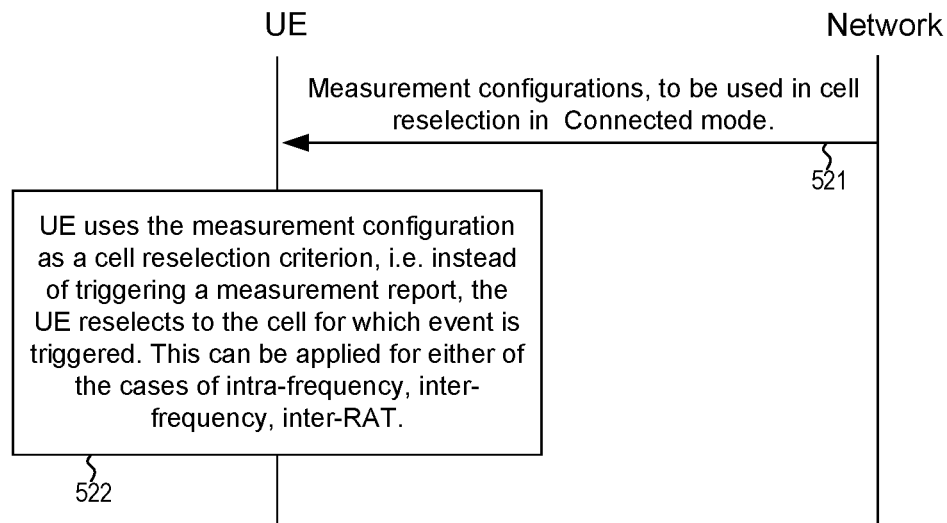 UE
Network
Measurement configurations, to be used in cell
reselection in Connected mode.
521
UE uses the measurement configuration
as a cell reselection criterion, i.e. instead
of triggering a measurement report, the
UE reselects to the cell for which event is
triggered. This can be applied for either of
the cases of intra-frequency, inter-
frequency, inter-RAT.
522